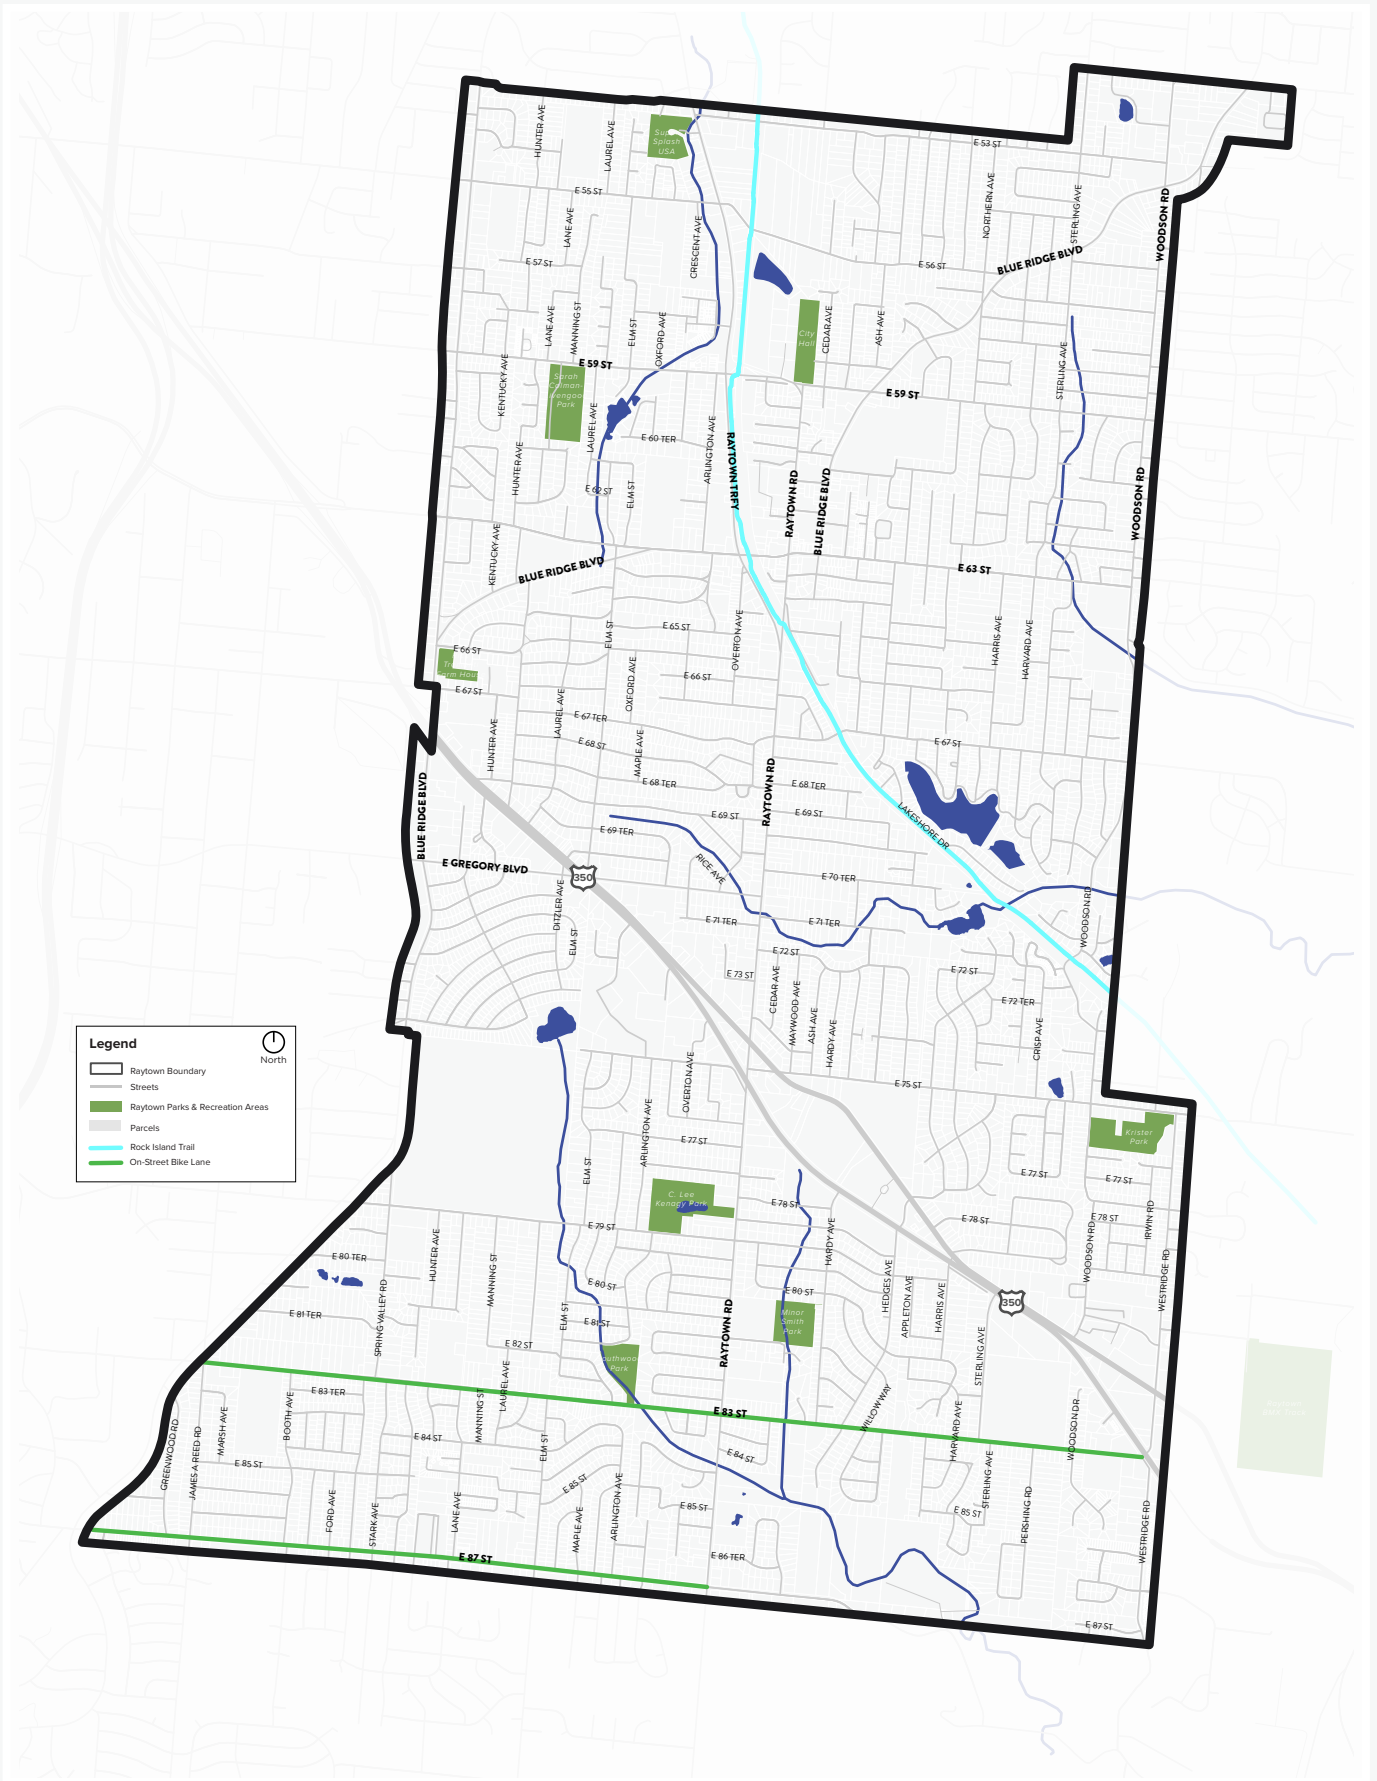 HUNTER AVE
LAUREL AVE
Super
Splash
USA
E 53 ST
E 55 ST
LANE AVE
CRESCENT AVE
NORTHERN AVE
STERLING AVE
WOODSON RD
E 57 ST
E 56 ST
BLUE RIDGE BLVD
LANE AVE
MANNING ST
ELM ST
OXFORD AVE
City
Hall
CEDAR AVE
ASH AVE
STERLING AVE
KENTUCKY AVE
E 59 ST
Sarah
Park
E 59 ST
LAUREL AVE
HUNTER AVE
E 60 TER
ARLINGTON AVE
RAYTOWN TRFY
E 62 ST
ELM ST
RAYTOWN RD
BLUE RIDGE BLVD
WOODSON RD
KENTUCKY AVE
BLUE RIDGE BLVD
E 63 ST
ELM ST
E 65 ST
OVERTON AVE
HARRIS AVE
HARVARD AVE
E 66 ST
E 66 ST
E 67 ST
OXFORD AVE
LAUREL AVE
E 67 TER
HUNTER AVE
E 68 ST
MAPLE AVE
E 67 ST
E 68 TER
RAYTOWN RD
E 68 TER
BLUE RIDGE BLVD
E 69 ST
E 69 ST
E 69 TER
LAKESHORE DR
E GREGORY BLVD
350
RICE AVE
E 70 TER
DITZLER AVE
ELM ST
E 71 TER
E 71 TER
WOODSON RD
E 72 ST
E 73 ST
E 72 ST
CEDAR AVE
MAYWOOD AVE
ASH AVE
HARDY AVE
E 72 TER
CRISP AVE
Legend
North
Raytown Boundary
Streets
Raytown Parks & Recreation Areas
Parcels
Rock Island Trail
On-Street Bike Lane
OVERTON AVE
E 75 ST
ARLINGTON AVE
E 77 ST
Krister
Park
ELM ST
E 77 ST
E 77 ST
C. Lee
Kenagy Park
E 78 ST
E 78 ST
E 78 ST
IRWIN RD
E 79 ST
HARDY AVE
WOODSON RD
WESTRIDGE RD
HUNTER AVE
E 80 TER
MANNING ST
E 80 ST
E 80 ST
HEDGES AVE
APPLETON AVE
HARRIS AVE
350
SPRING VALLEY RD
E 81 TER
ELM ST
E 81 ST
Minor
Smith
Park
RAYTOWN RD
E 82 ST
STERLING AVE
Park
LAUREL AVE
E 83 TER
MANNING ST
E 83 ST
WILLOW WAY
HARVARD AVE
WOODSON DR
GREENWOOD RD
JAMES A REED RD
MARSH AVE
BOOTH AVE
E 84 ST
ELM ST
E 84 ST
E 85 ST
E 85 ST
STERLING AVE
FORD AVE
STARK AVE
LANE AVE
MAPLE AVE
ARLINGTON AVE
E 85 ST
E 85 ST
PERSHING RD
WESTRIDGE RD
E 87 ST
E 86 TER
E 87 ST